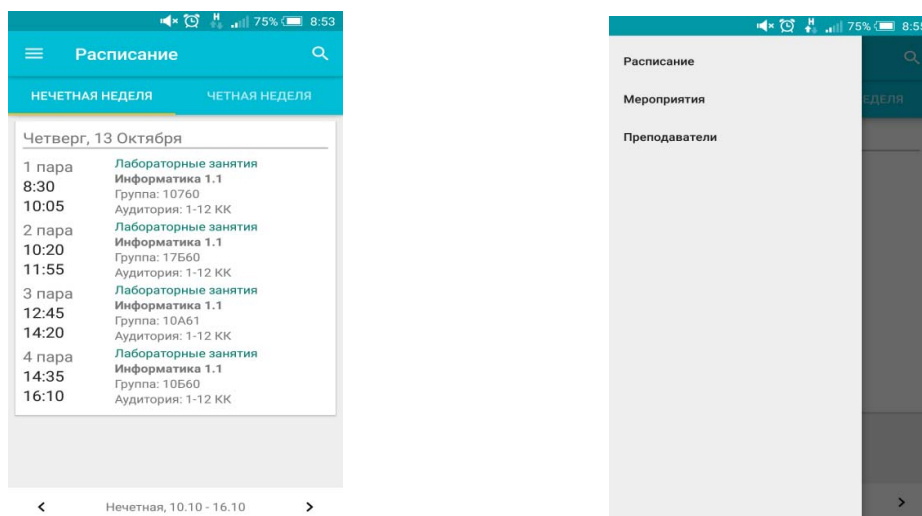 75% 8:53
Расписание
НЕЧЕТНАЯ НЕДЕЛЯ ЧЕТНАЯ НЕДЕЛЯ
Четверг, 13 Октября
1 пара
8:30
10:05
Лабораторные занятия
Информатика 1.1
Группа: 10760
Аудитория: 1-12 КК
2 пара
10:20
11:55
Лабораторные занятия
Информатика 1.1
Группа: 17Б60
Аудитория: 1-12 КК
3 пара
12:45
14:20
Лабораторные занятия
Информатика 1.1
Группа: 10А61
Аудитория: 1-12 КК
4 пара
14:35
16:10
Лабораторные занятия
Информатика 1.1
Группа: 10Б60
Аудитория: 1-12 КК
Нечетная, 10.10 - 16.10
H 75%
Расписание
Мероприятия
Преподаватели
ЕДЕЛЯ